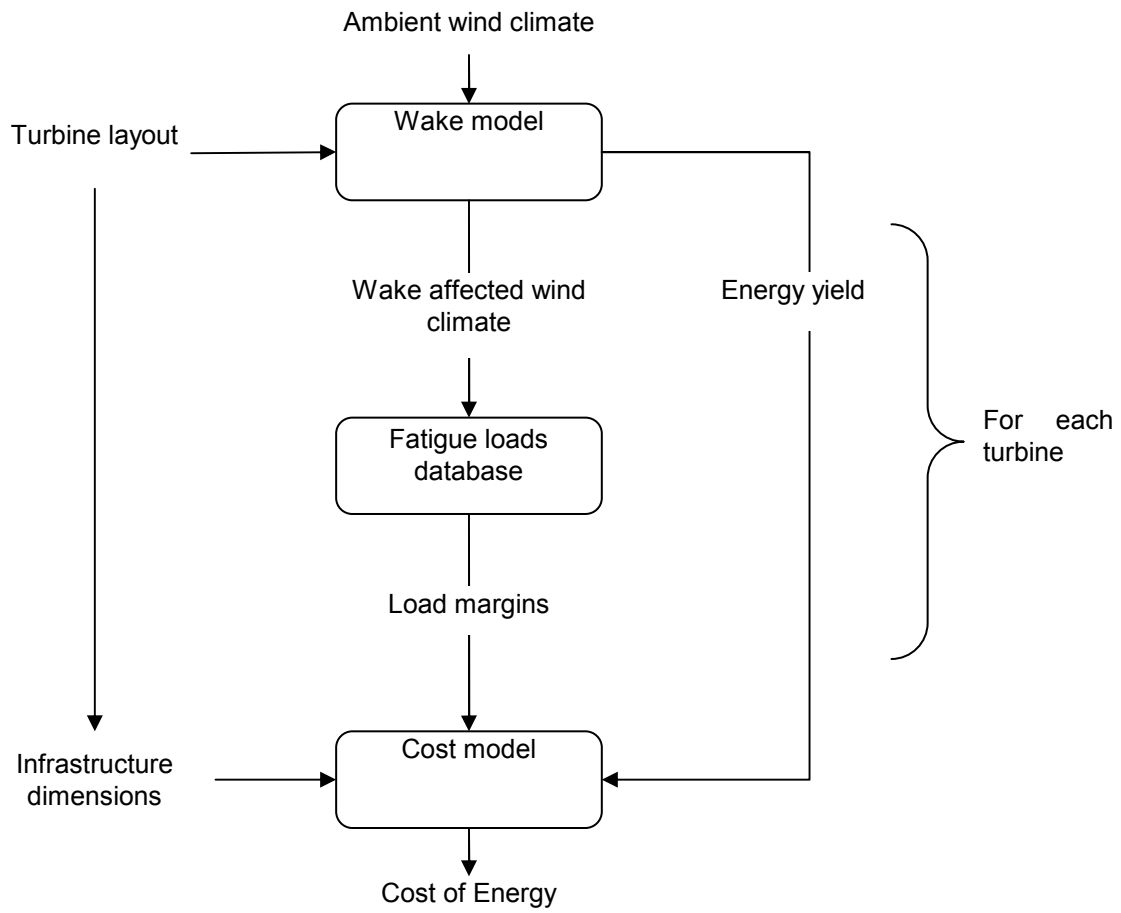 Ambient wind climate
Turbine layout
Wake model
Wake affected wind
climate
Energy yield
For each
turbine
Fatigue loads
database
Load margins
Infrastructure
dimensions
Cost model
Cost of Energy